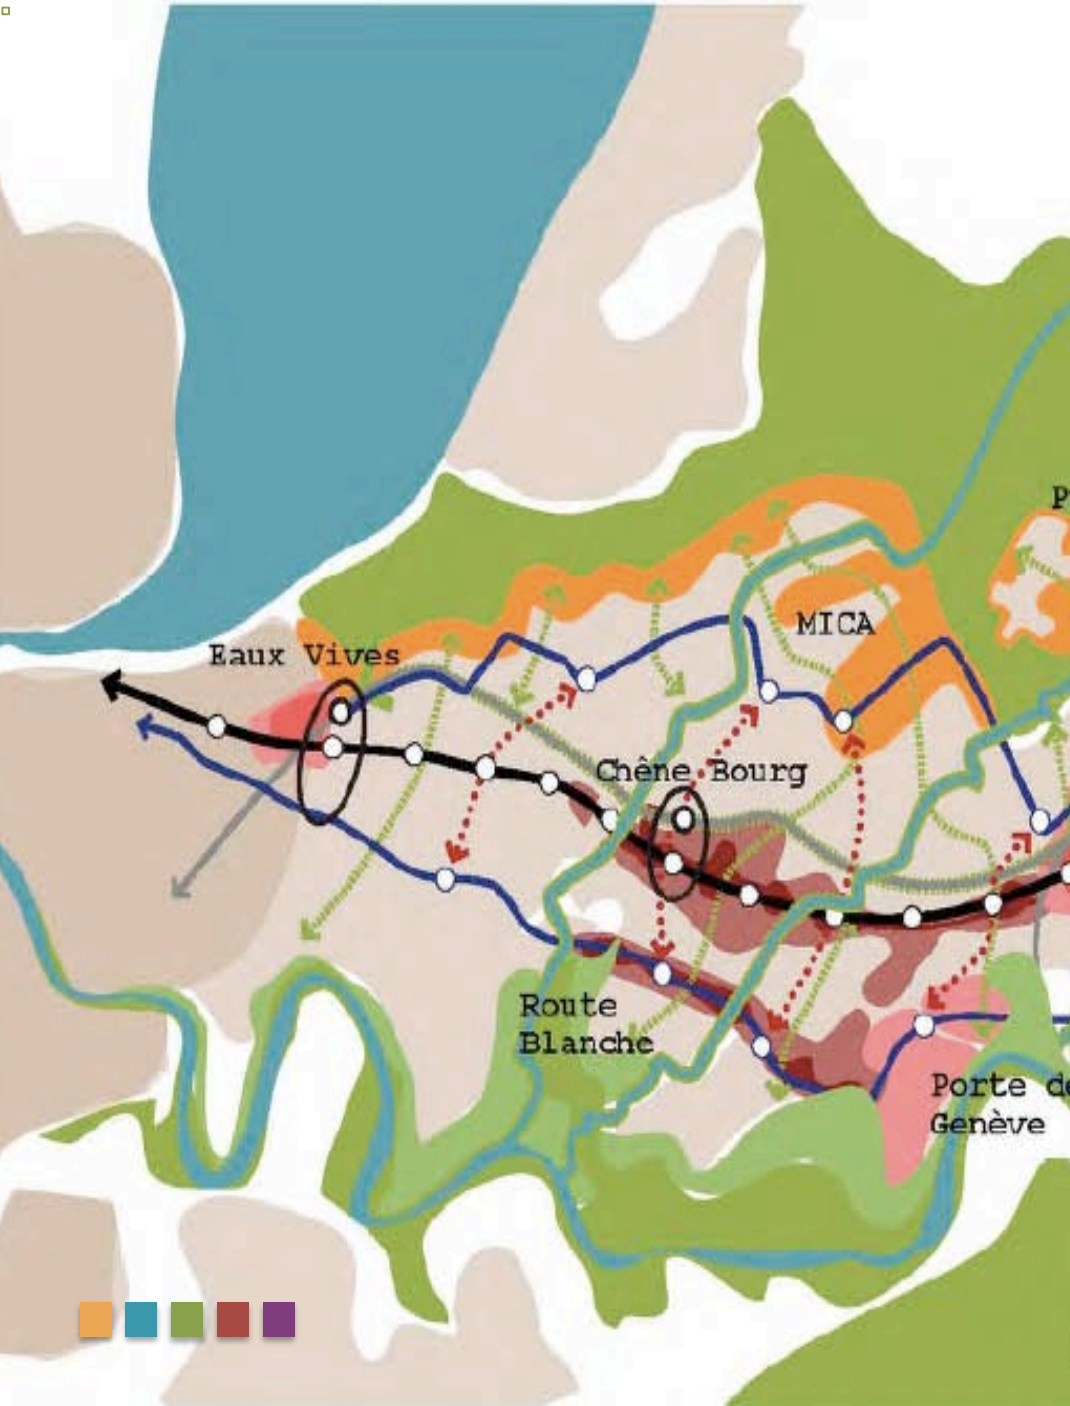 P
MICA
Eaux Vives
Chêne Bourg
Route
Blanche
Porte de
Genève